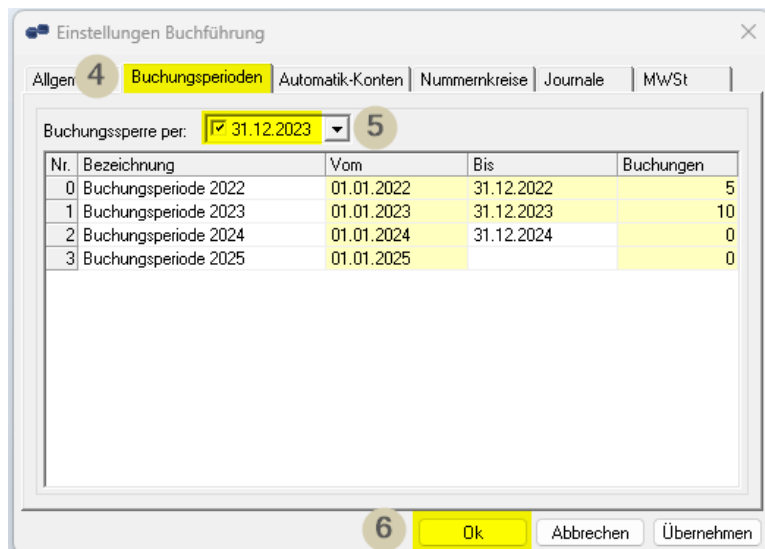 Einstellungen Buchführung
Allgem 4 Buchungsperioden Automatik-Konten Nummernkreise Journale MWSt
Buchungssperre per: 31.12.2023 5
Nr. Bezeichnung Vom Bis Buchungen
0 Buchungsperiode 2022 01.01.2022 31.12.2022 5
1 Buchungsperiode 2023 01.01.2023 31.12.2023 10
2 Buchungsperiode 2024 01.01.2024 31.12.2024 0
3 Buchungsperiode 2025 01.01.2025 0
6 Ok Abbrechen Übernehmen